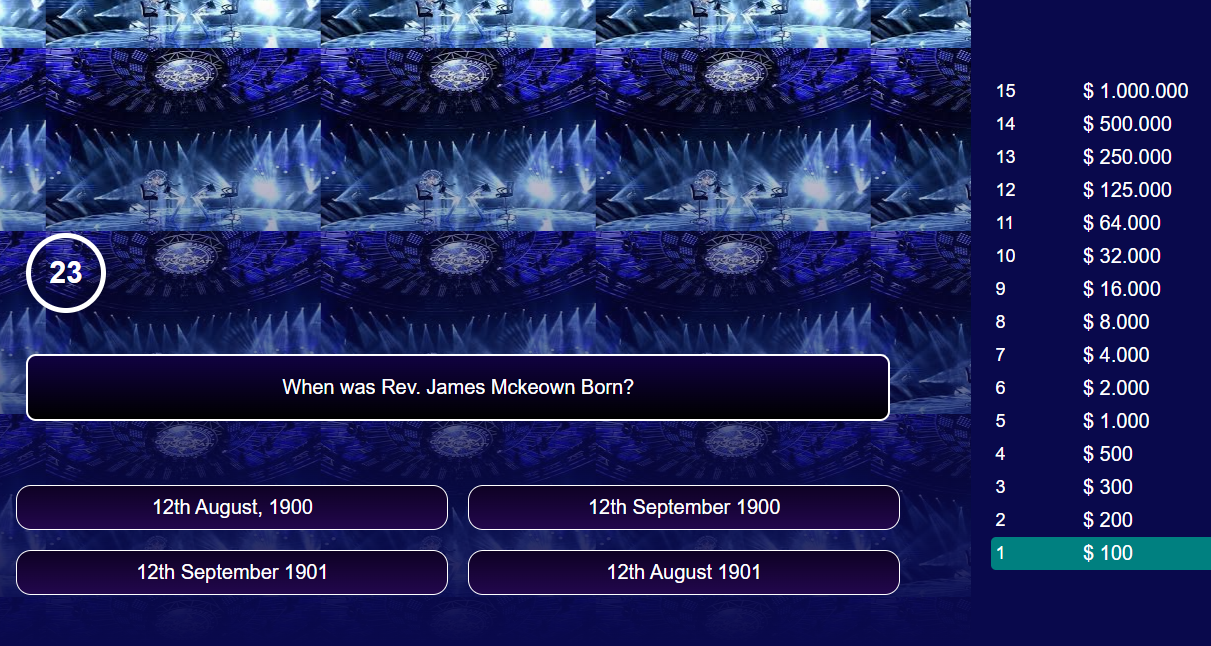 23
When was Rev. James Mckeown Born?
12th August, 1900
12th September 1900
12th September 1901
12th August 1901
15 $ 1.000.000
14 $ 500.000
13 $ 250.000
12 $ 125.000
11 $ 64.000
10 $ 32.000
9 $ 16.000
8 $ 8.000
7 $ 4.000
6 $ 2.000
5 $ 1.000
4 $ 500
3 $ 300
2 $ 200
1 $ 100